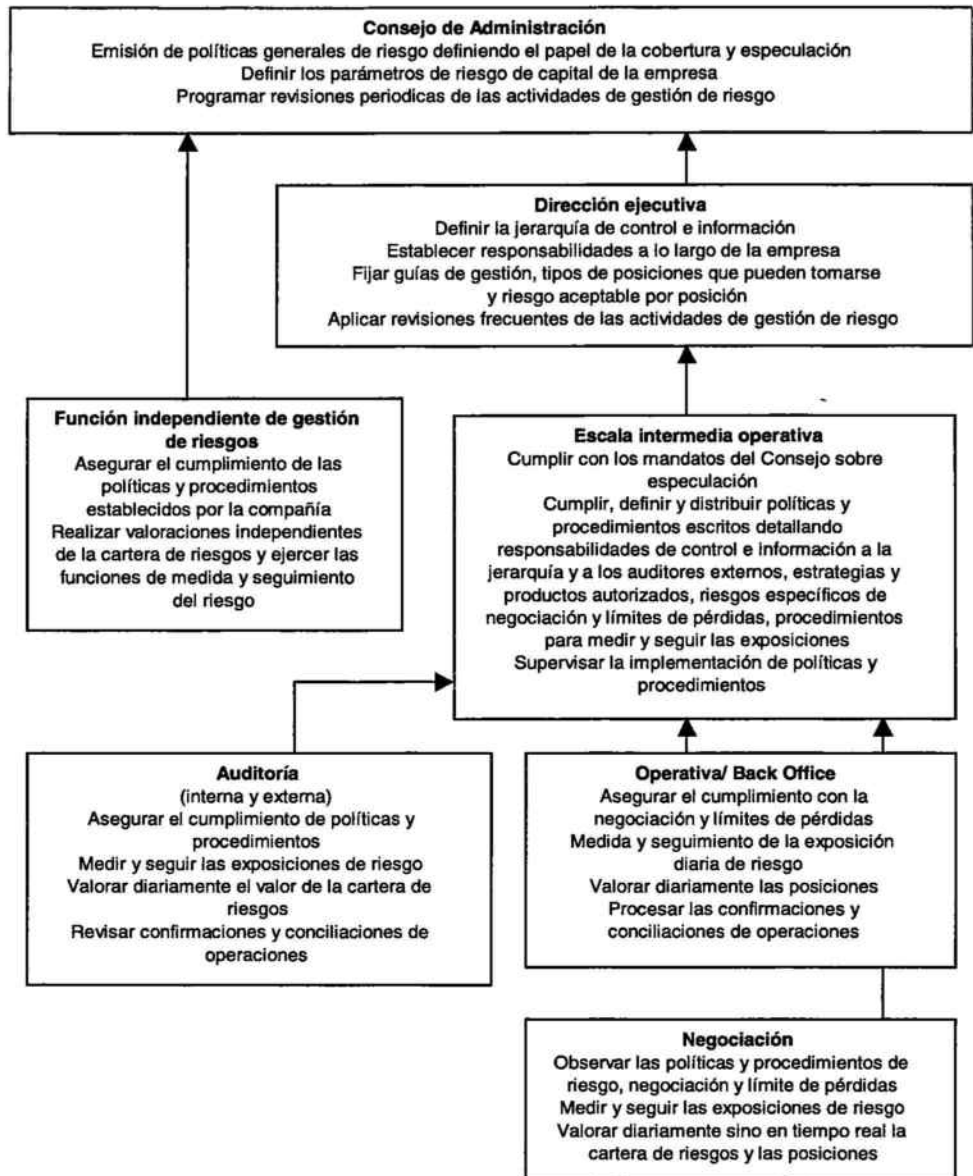 Consejo de Administración
Emisión de políticas generales de riesgo definiendo el papel de la cobertura y especulación
Definir los parámetros de riesgo de capital de la empresa
Programar revisiones periodicas de las actividades de gestión de riesgo
Dirección ejecutiva
Definir la jerarquía de control e información
Establecer responsabilidades a lo largo de la empresa
Fijar guías de gestión, tipos de posiciones que pueden tomarse
y riesgo aceptable por posición
Aplicar revisiones frecuentes de las actividades de gestión de riesgo
Función independiente de gestión
de riesgos
Asegurar el cumplimiento de las
políticas y procedimientos
establecidos por la compañía
Realizar valoraciones independientes
de la cartera de riesgos y ejercer las
funciones de medida y seguimiento
del riesgo
Escala intermedia operativa
Cumplir con los mandatos del Consejo sobre
especulación
Cumplir, definir y distribuir políticas y
procedimientos escritos detallando
responsabilidades de control e información a la
jerarquía y a los auditores externos, estrategias y
productos autorizados, riesgos específicos de
negociación y límites de pérdidas, procedimientos
para medir y seguir las exposiciones
Supervisar la implementación de políticas y
procedimientos
Auditoría
(interna y externa)
Asegurar el cumplimiento de políticas y
procedimientos
Medir y seguir las exposiciones de riesgo
Valorar diariamente el valor de la cartera de
riesgos
Revisar confirmaciones y conciliaciones de
operaciones
Operativa/ Back Office
Asegurar el cumplimiento con la
negociación y límites de pérdidas
Medida y seguimiento de la exposición
diaria de riesgo
Valorar diariamente las posiciones
Procesar las confirmaciones y
conciliaciones de operaciones
Negociación
Observar las políticas y procedimientos de
riesgo, negociación y límite de pérdidas
Medir y seguir las exposiciones de riesgo
Valorar diariamente sino en tiempo real la
cartera de riesgos y las posiciones